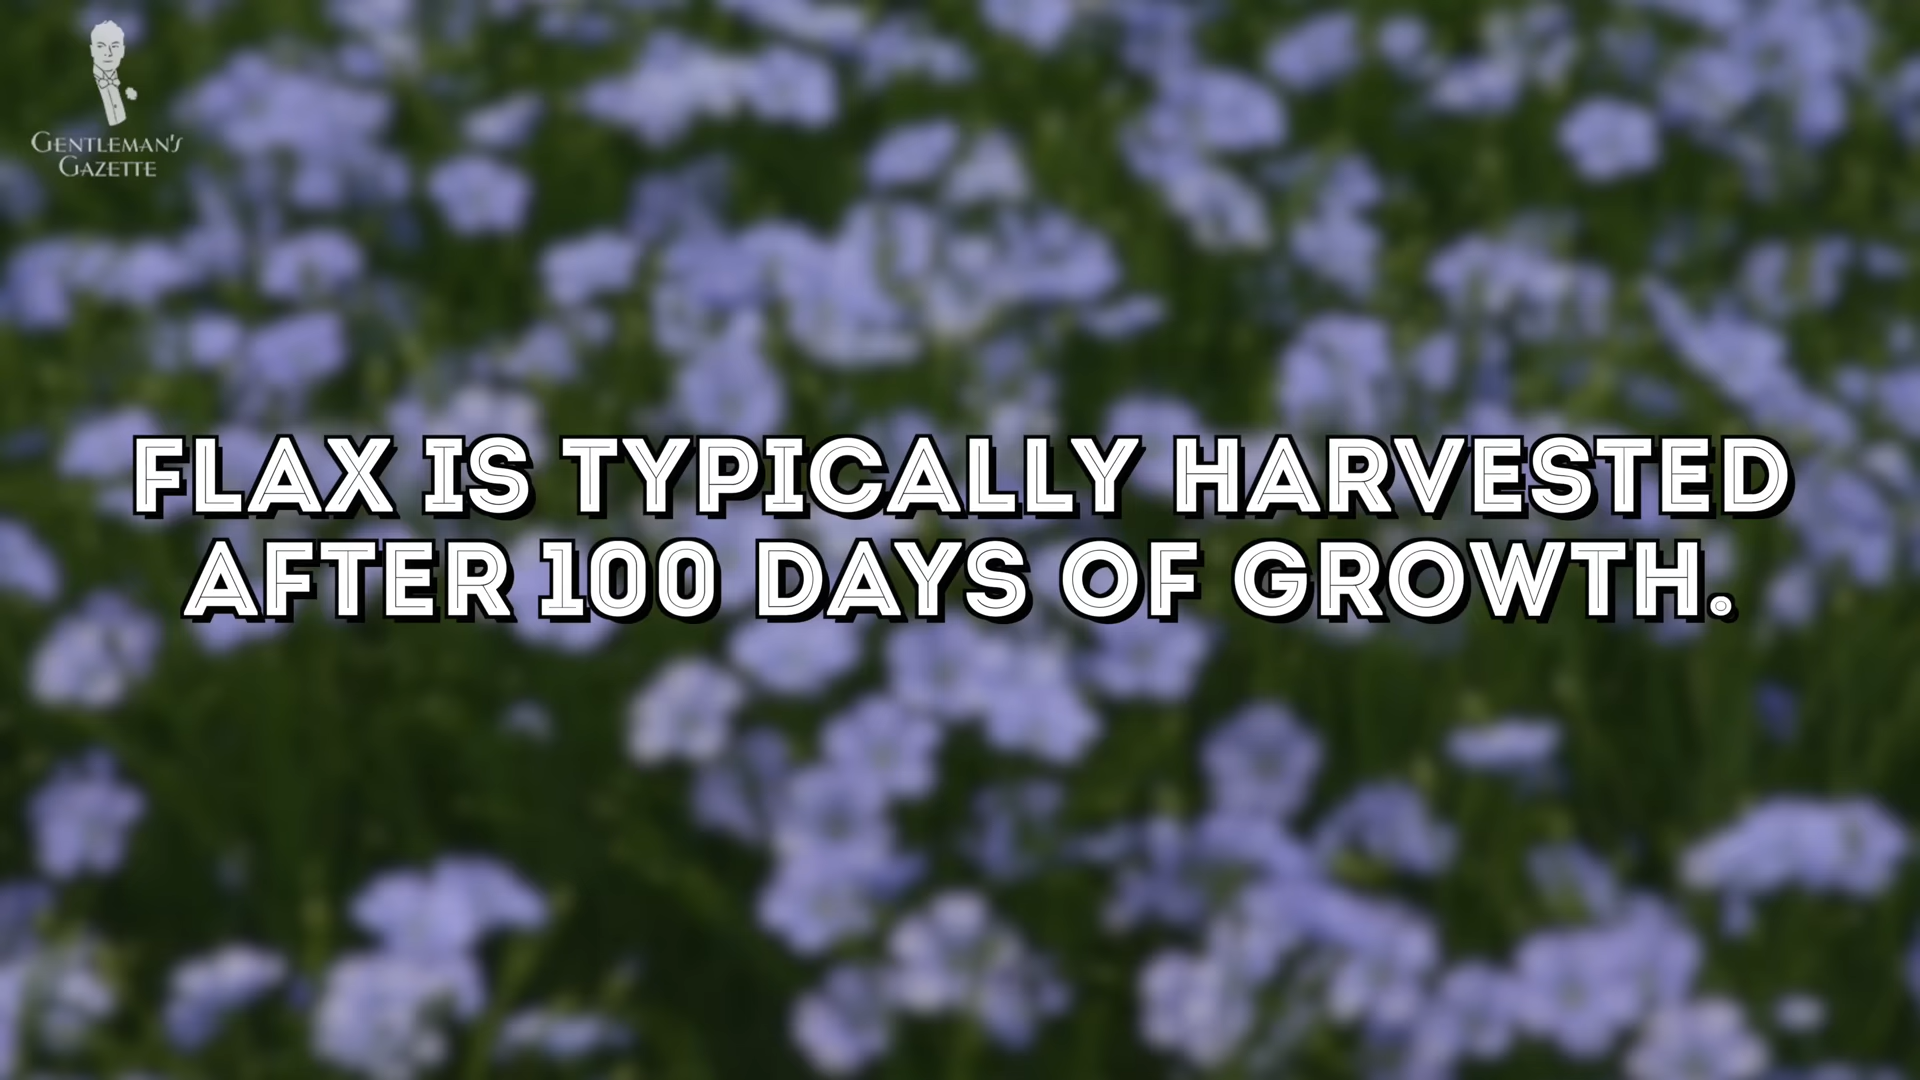 GENTLEMAN'S
GAZETTE
FLAX IS TYPICALLY HARVESTED
AFTER 100 DAYS OF GROWTH.